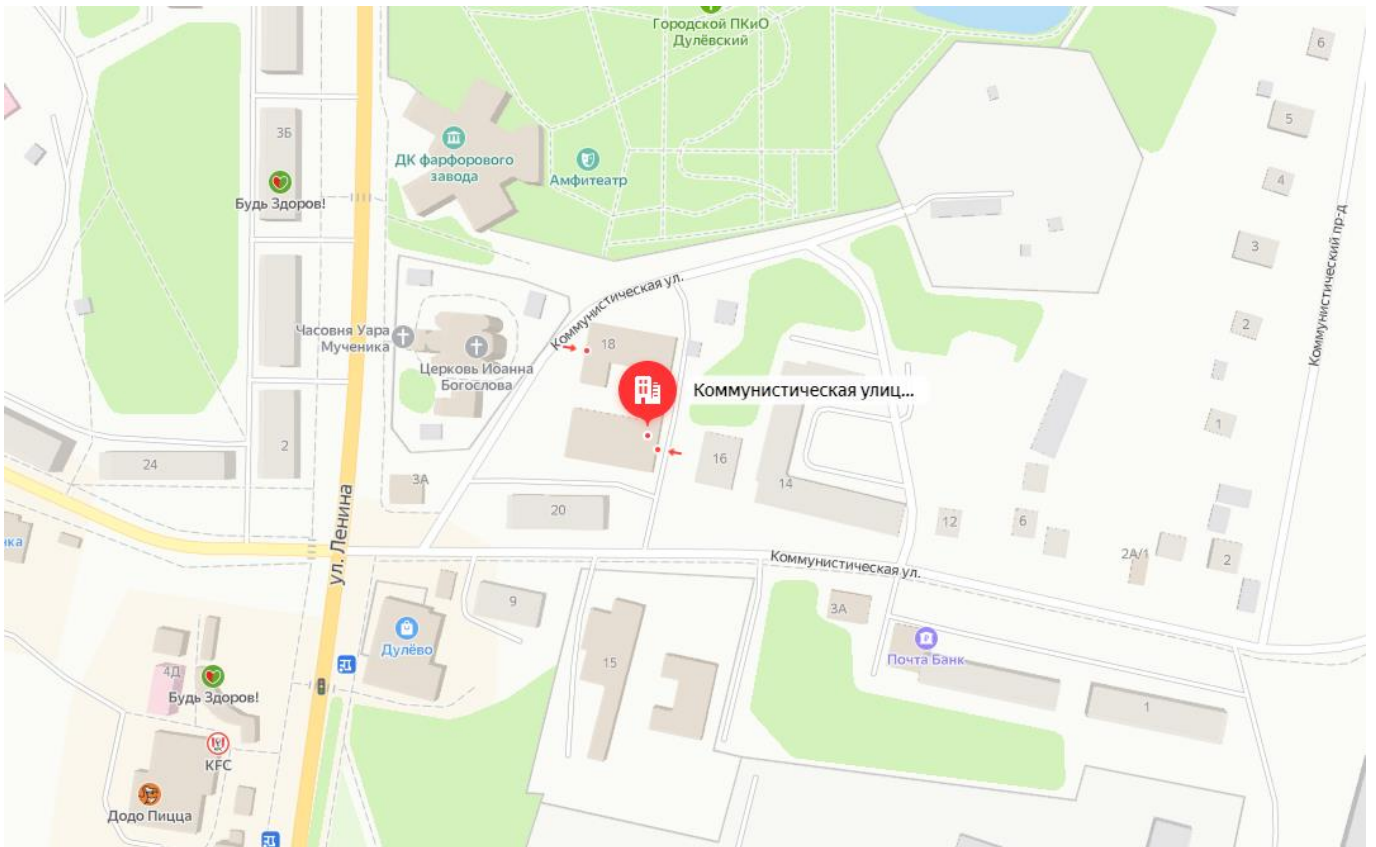 Городской ПКиО
Дулёвский
6
5
3Б
ДК фарфорового
завода
Амфитеатр
4
Будь Здоров!
3
Коммунистический пр-д
Коммунистическая ул.
2
Часовня Уара
Мученика
18
Церковь Иоанна
Богослова
Коммунистическая улиц...
1
2
24
16
3А
14
ул. Ленина
20
12
6
нка
2А/1
2
Коммунистическая ул.
9
3А
Дулёво
Почта Банк
15
4Д
Будь Здоров!
1
KFC
Додо Пицца